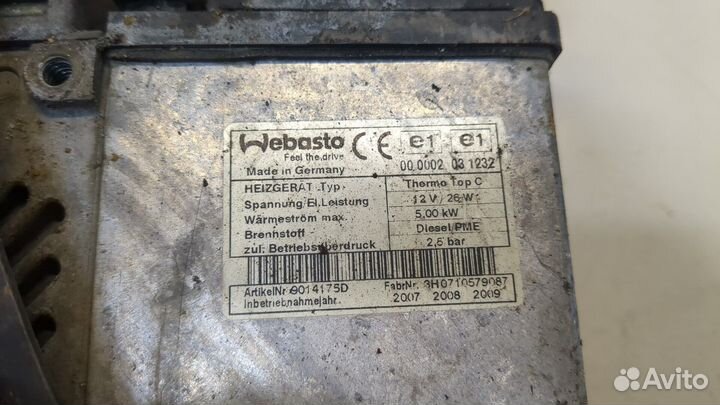 Webasto CE e1 e1
Feel the drive
Made in Germany 00 0002 03 1232
HEIZGERÄT Typ Thermo Top C
Spannung/El.Leistung 12 V / 26 W
Wärmeström max. 5,00 kW
Brennstoff Diesel/PME
zul. Betriebsüberdruck 2,5 bar
ArtikelNr. 9014175D FabrNr. 3H0710579087
Inbetriebnahmejahr. 2007 2008 2009
Avito